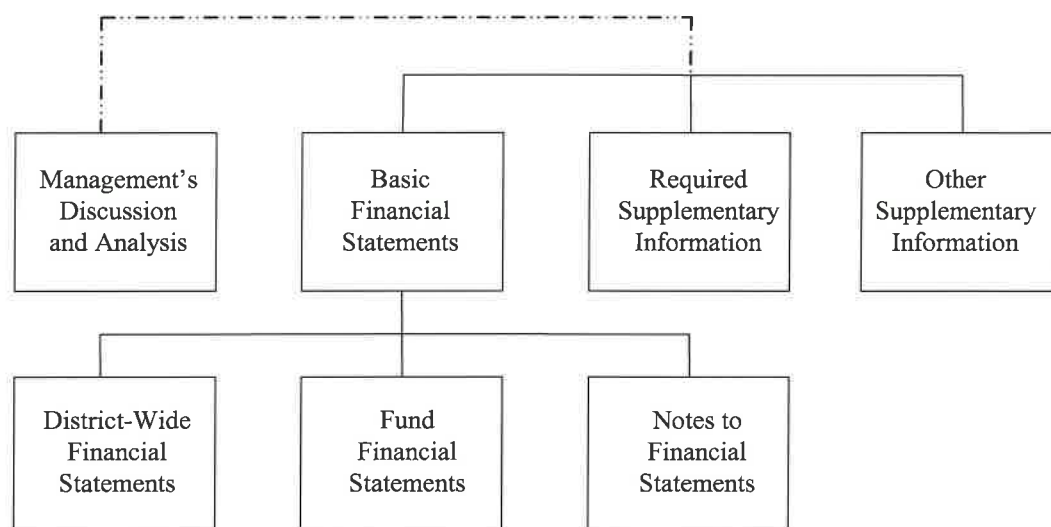 Management's
Discussion
and Analysis
Basic
Financial
Statements
Required
Supplementary
Information
Other
Supplementary
Information
District-Wide
Financial
Statements
Fund
Financial
Statements
Notes to
Financial
Statements